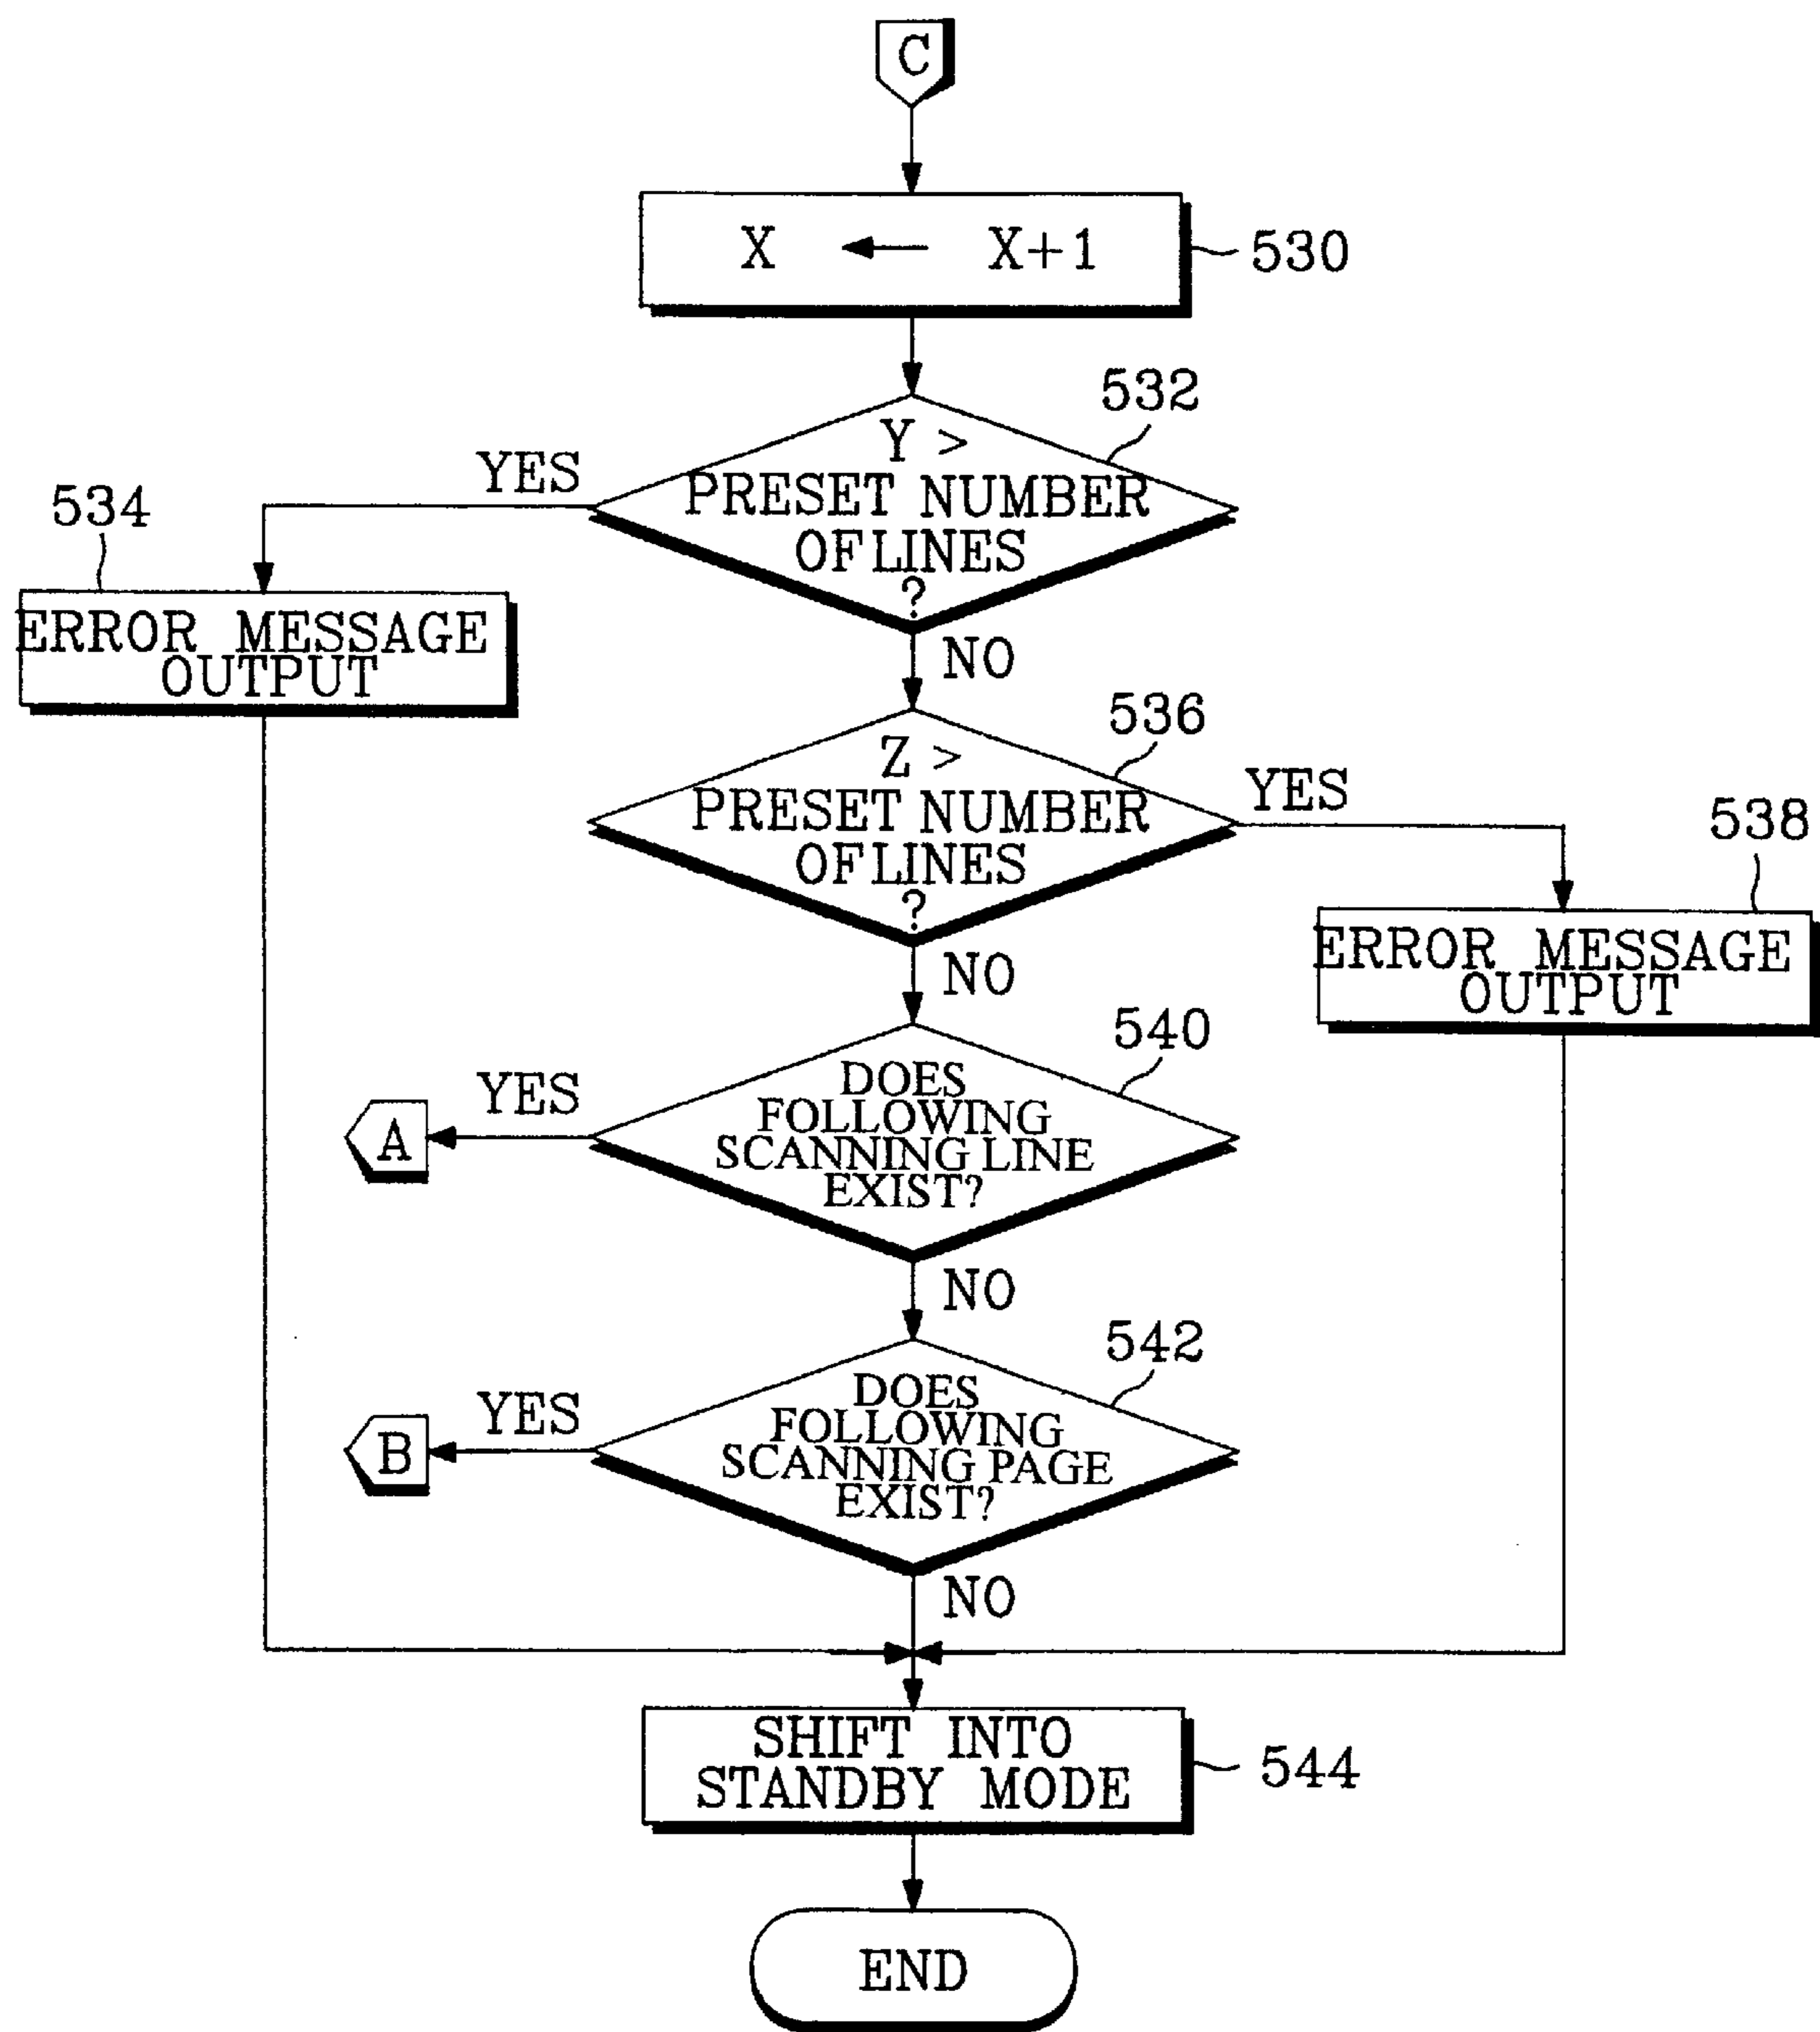 C
X ← X+1
530
532
Y >
PRESET NUMBER
OF LINES
?
YES
534
ERROR MESSAGE
OUTPUT
NO
536
Z >
PRESET NUMBER
OF LINES
?
YES
538
ERROR MESSAGE
OUTPUT
NO
540
DOES
FOLLOWING
SCANNING LINE
EXIST?
YES
A
NO
542
DOES
FOLLOWING
SCANNING PAGE
EXIST?
YES
B
NO
SHIFT INTO
STANDBY MODE
544
END